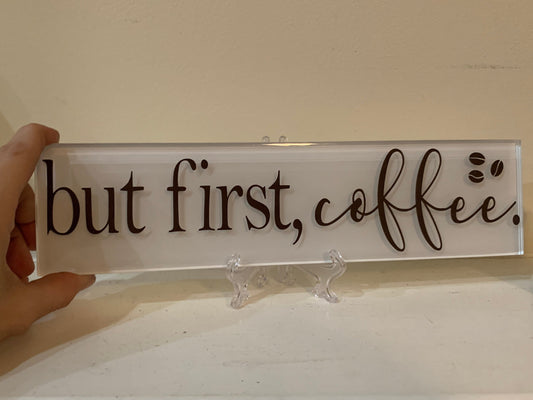 but first, coffee.